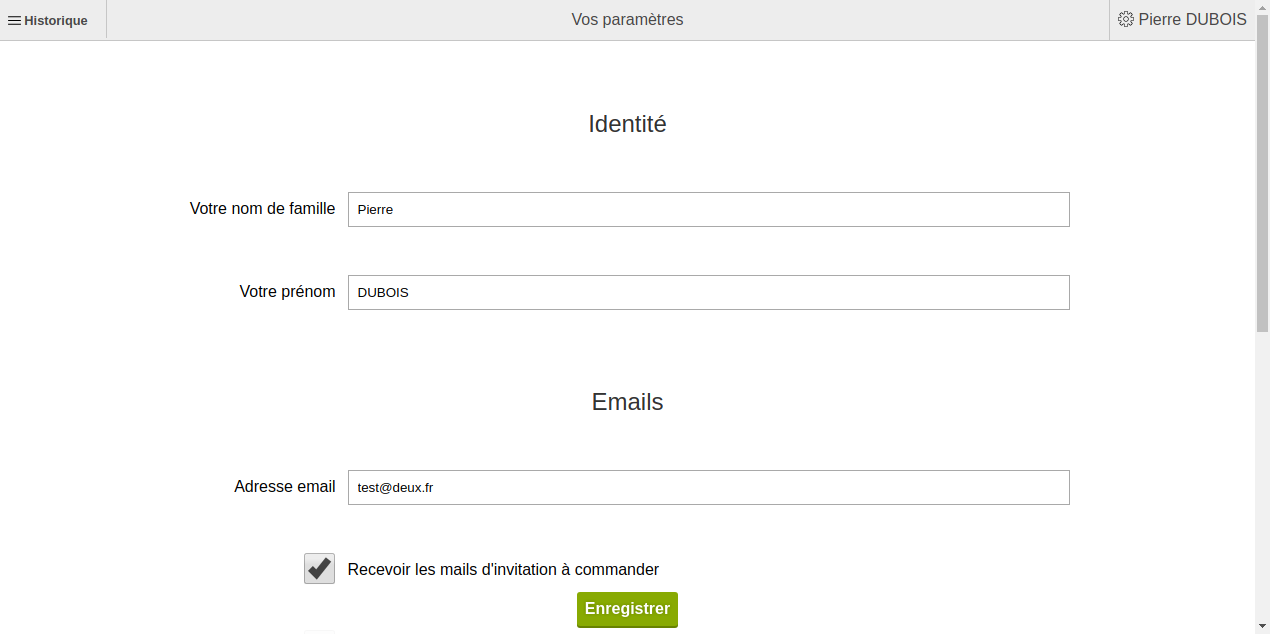 Historique
Vos paramètres
Pierre DUBOIS
Identité
Votre nom de famille
Pierre
Votre prénom
DUBOIS
Emails
Adresse email
test@deux.fr
Recevoir les mails d'invitation à commander
Enregistrer